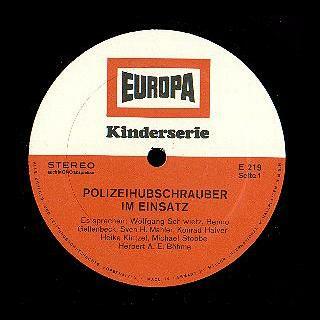 EUROPA
Kinderserie
STEREO
E 219
Seite 1
POLIZEIHUBSCHRAUBER
IM EINSATZ
Es sprechen: Wolfgang Schwietz, Benno
Gellenbeck, Sven H. Mahler, Konrad Halver
Heike Kintzel, Michael Stobbe
Herbert A. E. Böhme